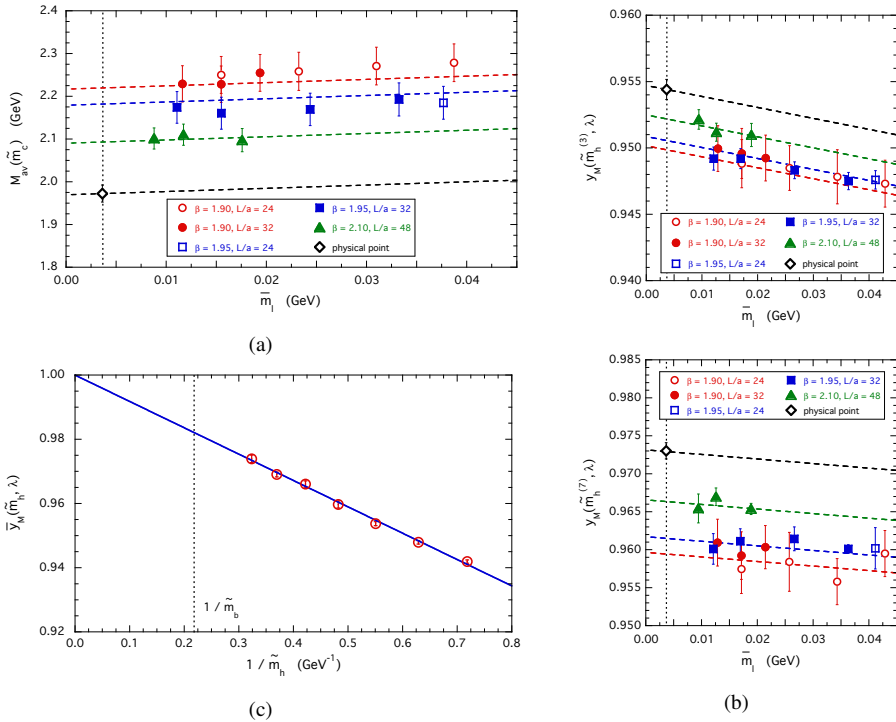 2.4
2.3
2.2
2.1
2.0
1.9
1.8
M_av(m̃_c) (GeV)
β = 1.90, L/a = 24
β = 1.90, L/a = 32
β = 1.95, L/a = 24
β = 1.95, L/a = 32
β = 2.10, L/a = 48
physical point
0.00 0.01 0.02 0.03 0.04
m̄_l (GeV)
(a)
0.960
0.955
0.950
0.945
0.940
y_M(m̃_h^(3), λ)
β = 1.90, L/a = 24
β = 1.90, L/a = 32
β = 1.95, L/a = 24
β = 1.95, L/a = 32
β = 2.10, L/a = 48
physical point
0.00 0.01 0.02 0.03 0.04
m̄_l (GeV)
1.00
0.98
0.96
0.94
0.92
ȳ_M(m̃_h, λ)
1 / m̃_b
0.0 0.1 0.2 0.3 0.4 0.5 0.6 0.7 0.8
1 / m̃_h (GeV⁻¹)
(c)
0.985
0.980
0.975
0.970
0.965
0.960
0.955
0.950
y_M(m̃_h^(7), λ)
β = 1.90, L/a = 24
β = 1.90, L/a = 32
β = 1.95, L/a = 24
β = 1.95, L/a = 32
β = 2.10, L/a = 48
physical point
0.00 0.01 0.02 0.03 0.04
m̄_l (GeV)
(b)